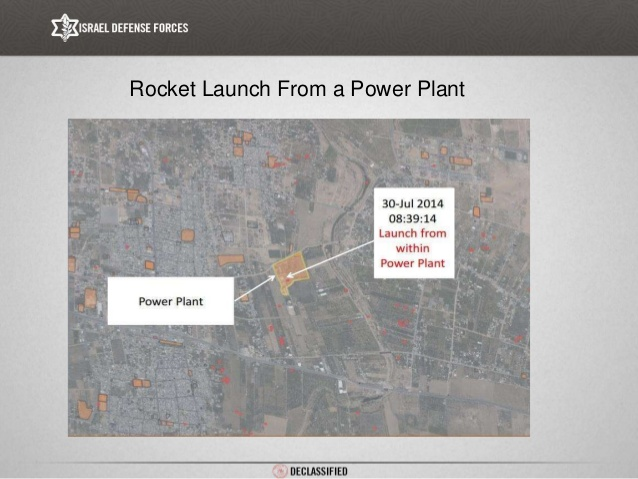 ISRAEL DEFENSE FORCES
Rocket Launch From a Power Plant
30-Jul 2014
08:39:14
Launch from
within
Power Plant
Power Plant
DECLASSIFIED